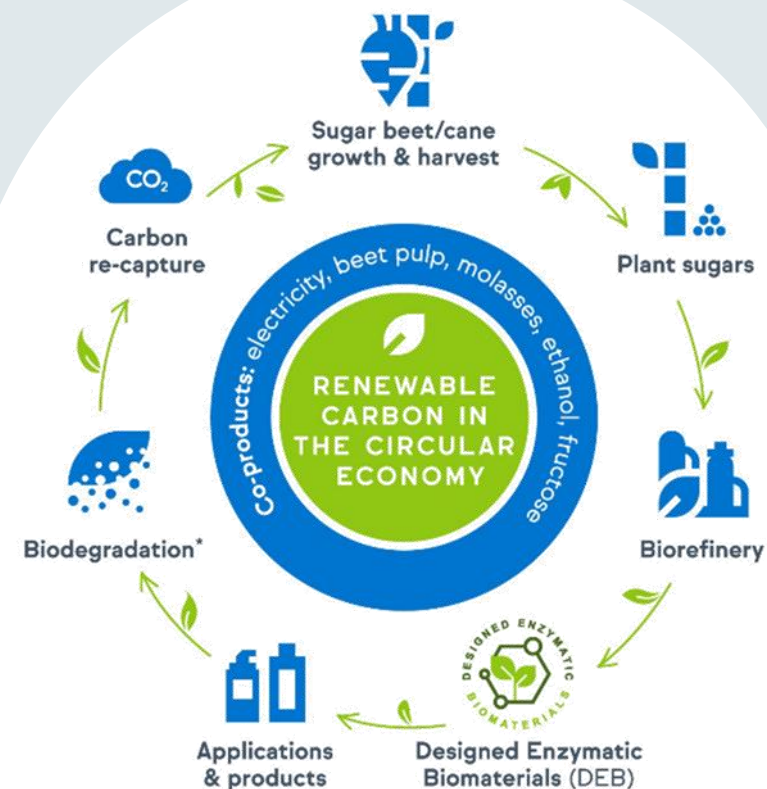 Sugar beet/cane
growth & harvest
CO₂
Carbon
re-capture
Plant sugars
Co-products: electricity, beet pulp, molasses, ethanol, fructose
RENEWABLE
CARBON IN
THE CIRCULAR
ECONOMY
Biodegradation*
Biorefinery
DESIGNED ENZYMATIC
BIOMATERIALS
Applications
& products
Designed Enzymatic
Biomaterials (DEB)